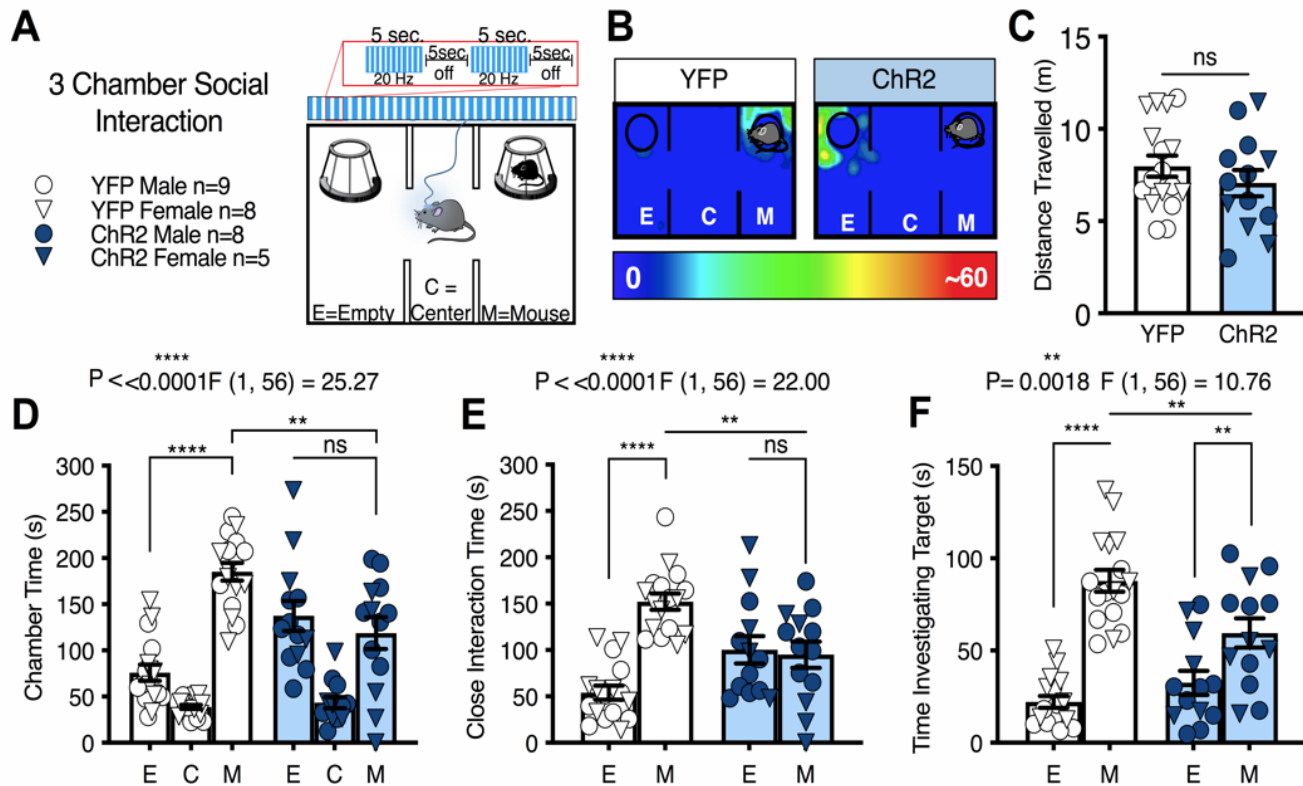 A
3 Chamber Social
Interaction
YFP Male n=9
YFP Female n=8
ChR2 Male n=8
ChR2 Female n=5
5 sec. 5 sec.
5sec 5sec
off off
20 Hz 20 Hz
C =
E=Empty Center M=Mouse
B
YFP ChR2
E C M E C M
0 ~60
C
Distance Travelled (m)
15
10
5
0
ns
YFP ChR2
D
****
P < <0.0001F (1, 56) = 25.27
**
**** ns
Chamber Time (s)
300
250
200
150
100
50
0
E C M E C M
E
****
P < <0.0001F (1, 56) = 22.00
**
**** ns
Close Interaction Time (s)
300
250
200
150
100
50
0
E M E M
F
**
P= 0.0018 F (1, 56) = 10.76
**
**** **
Time Investigating Target (s)
150
100
50
0
E M E M